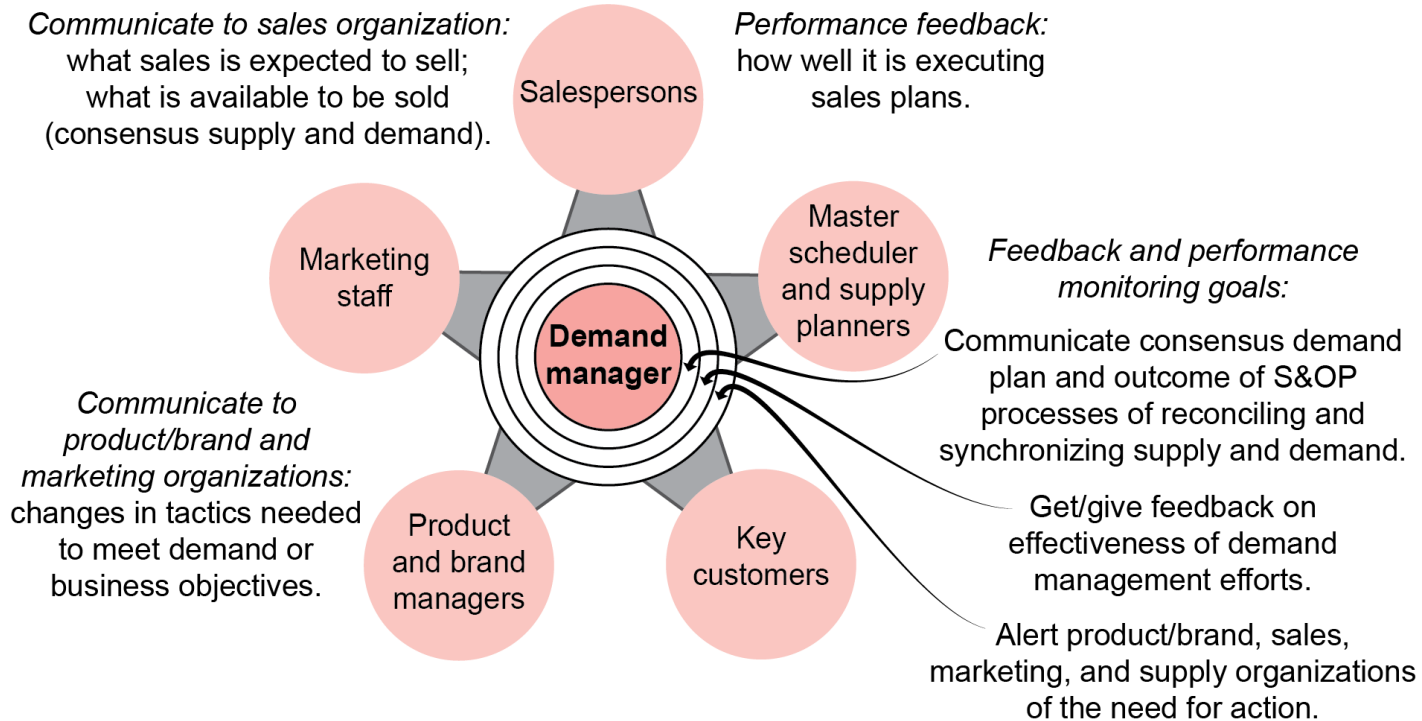 Communicate to sales organization:
what sales is expected to sell;
what is available to be sold
(consensus supply and demand).
Salespersons
Performance feedback:
how well it is executing
sales plans.
Marketing
staff
Master
scheduler
and supply
planners
Demand
manager
Feedback and performance
monitoring goals:
Communicate consensus demand
plan and outcome of S&OP
processes of reconciling and
synchronizing supply and demand.
Communicate to
product/brand and
marketing organizations:
changes in tactics needed
to meet demand or
business objectives.
Product
and brand
managers
Key
customers
Get/give feedback on
effectiveness of demand
management efforts.
Alert product/brand, sales,
marketing, and supply organizations
of the need for action.